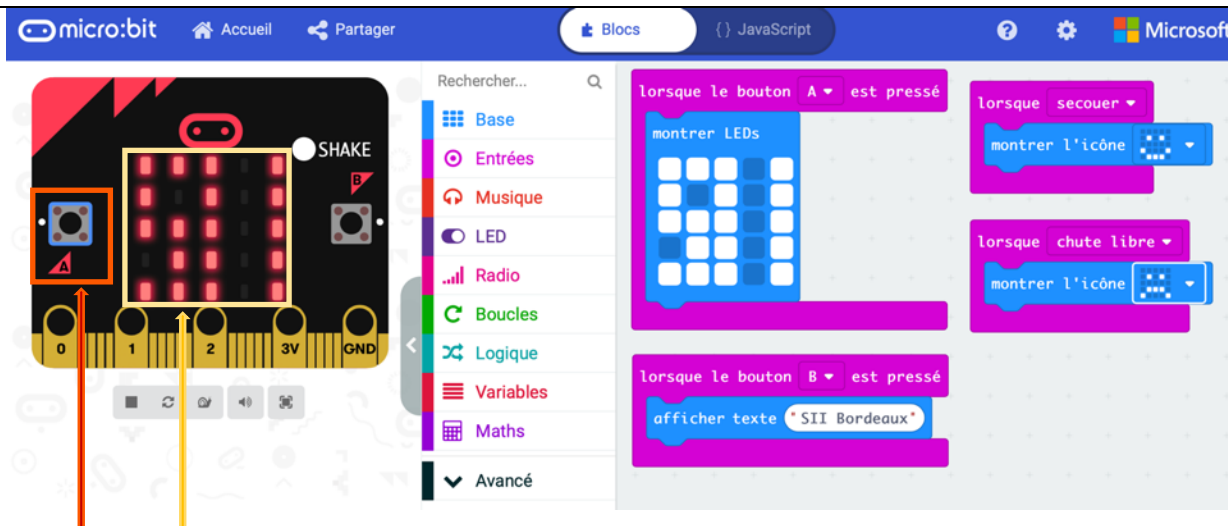 micro:bit Accueil Partager Blocs {} JavaScript ? Microsoft
SHAKE
B
A
0 1 2 3V GND
Rechercher...
Base
Entrées
Musique
LED
Radio
Boucles
Logique
Variables
Maths
Avancé
lorsque le bouton A est pressé
montrer LEDs
lorsque le bouton B est pressé
afficher texte "SII Bordeaux"
lorsque secouer
montrer l'icône
lorsque chute libre
montrer l'icône